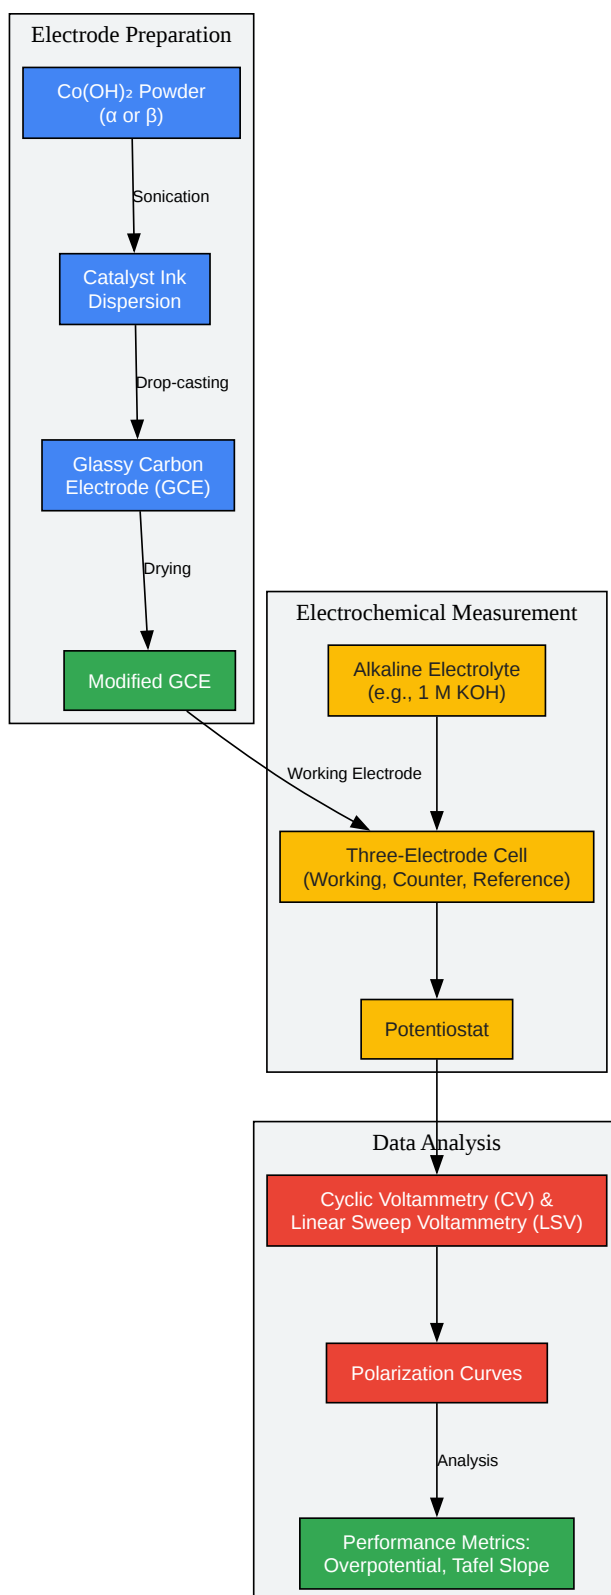 Electrode Preparation
Co(OH)₂ Powder
(α or β)
Sonication
Catalyst Ink
Dispersion
Drop-casting
Glassy Carbon
Electrode (GCE)
Drying
Modified GCE
Electrochemical Measurement
Alkaline Electrolyte
(e.g., 1 M KOH)
Working Electrode
Three-Electrode Cell
(Working, Counter, Reference)
Potentiostat
Data Analysis
Cyclic Voltammetry (CV) &
Linear Sweep Voltammetry (LSV)
Polarization Curves
Analysis
Performance Metrics:
Overpotential, Tafel Slope